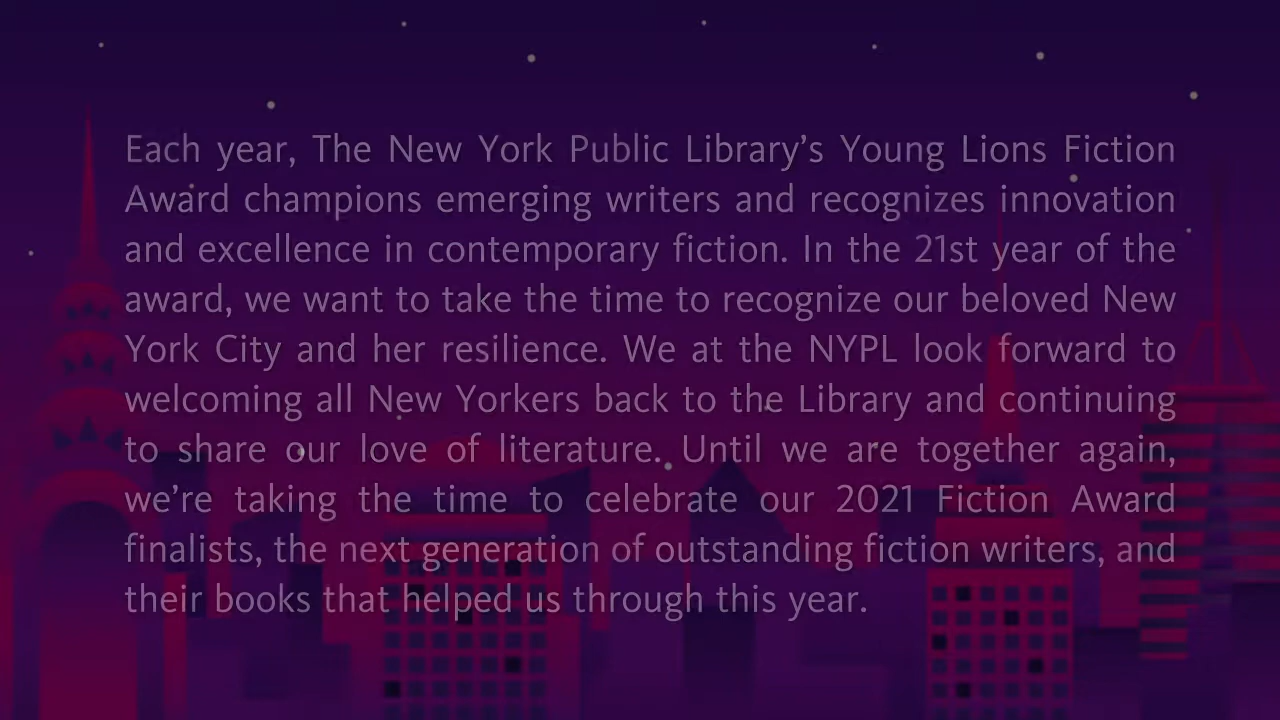 Each year, The New York Public Library’s Young Lions Fiction
Award champions emerging writers and recognizes innovation
and excellence in contemporary fiction. In the 21st year of the
award, we want to take the time to recognize our beloved New
York City and her resilience. We at the NYPL look forward to
welcoming all New Yorkers back to the Library and continuing
to share our love of literature. Until we are together again,
we’re taking the time to celebrate our 2021 Fiction Award
finalists, the next generation of outstanding fiction writers, and
their books that helped us through this year.